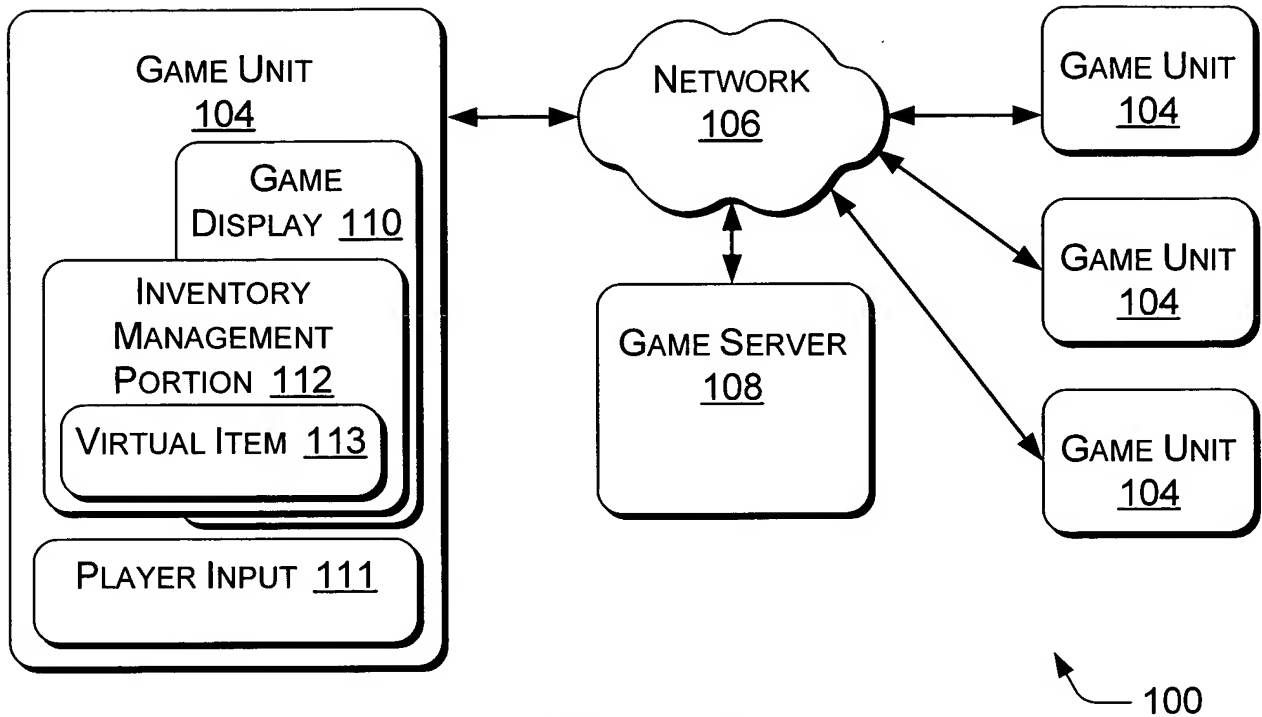 GAME UNIT
104
GAME
DISPLAY 110
INVENTORY
MANAGEMENT
PORTION 112
VIRTUAL ITEM 113
PLAYER INPUT 111
NETWORK
106
GAME SERVER
108
GAME UNIT
104
GAME UNIT
104
GAME UNIT
104
100